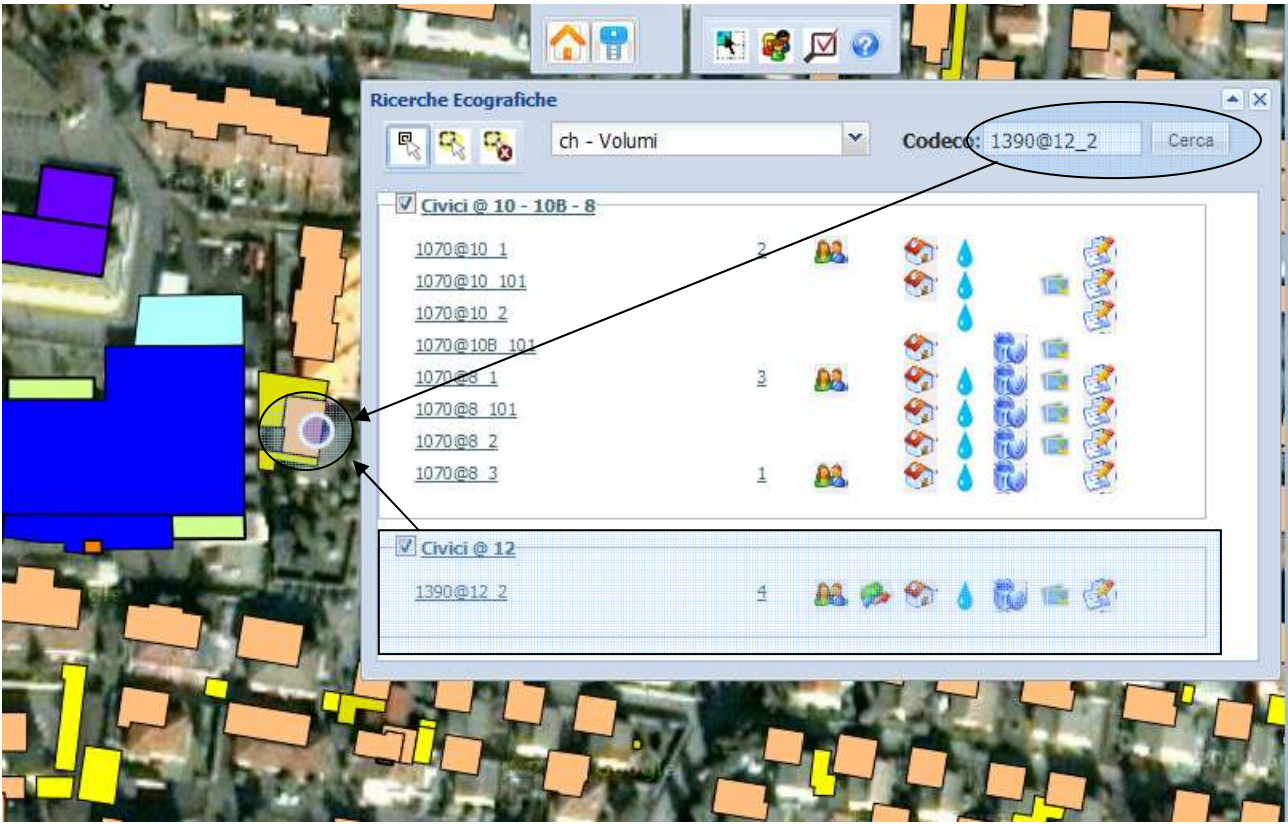 Ricerche Ecografiche
ch - Volumi Codeco: 1390@12_2 Cerca
Civici @ 10 - 10B - 8
1070@10_1 2
1070@10_101
1070@10_2
1070@10B_101
1070@8_1 3
1070@8_101
1070@8_2
1070@8_3 1
Civici @ 12
1390@12_2 4